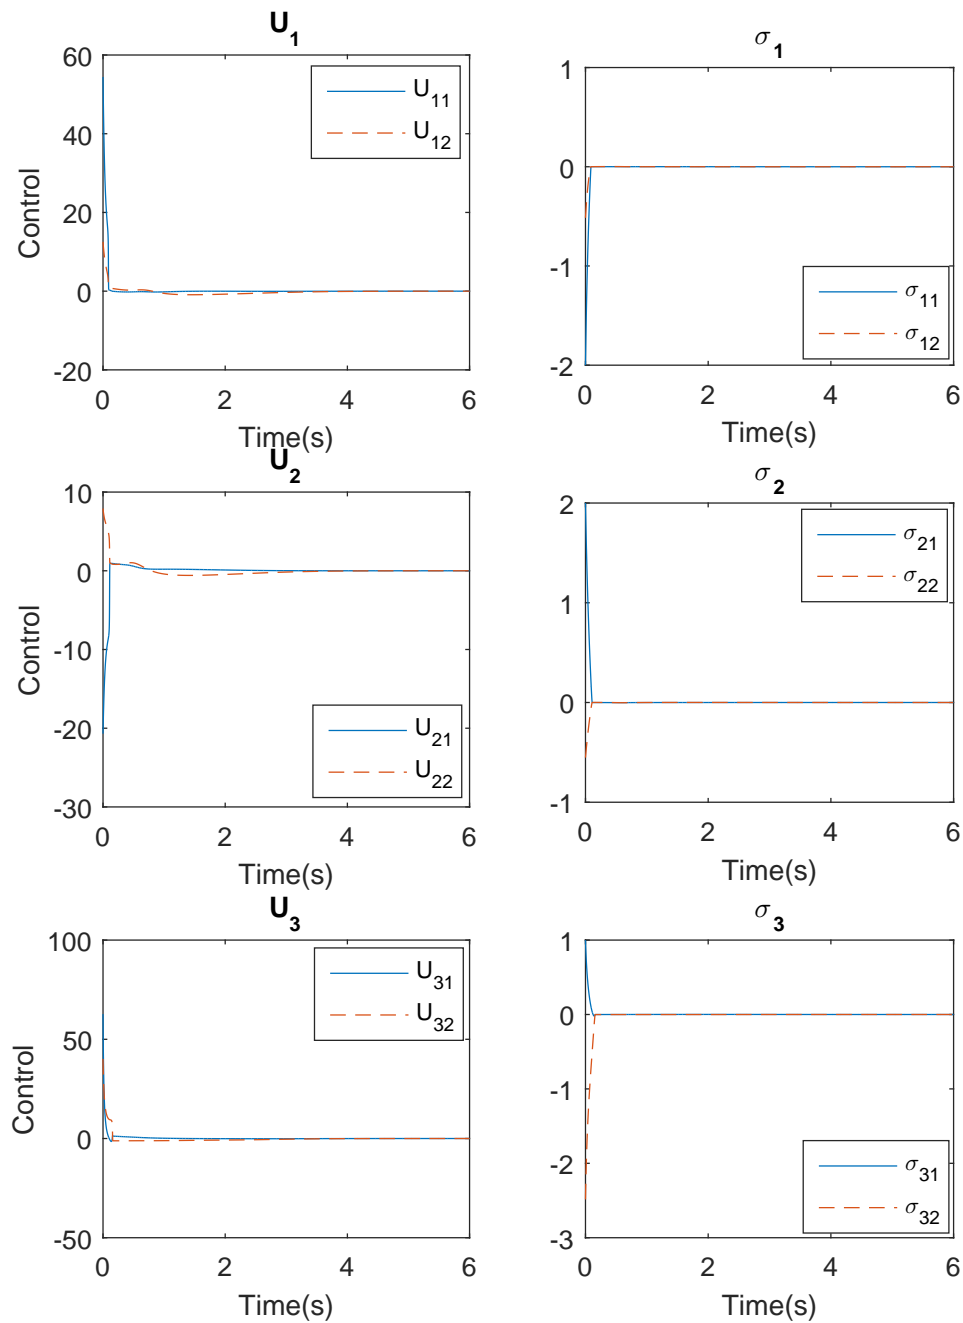 U1
60
40
20
0
-20
Control
U11
U12
0 2 4 6
Time(s)
σ1
1
0
-1
-2
σ11
σ12
0 2 4 6
Time(s)
U2
10
0
-10
-20
-30
Control
U21
U22
0 2 4 6
Time(s)
σ2
2
1
0
-1
σ21
σ22
0 2 4 6
Time(s)
U3
100
50
0
-50
Control
U31
U32
0 2 4 6
Time(s)
σ3
1
0
-1
-2
-3
σ31
σ32
0 2 4 6
Time(s)